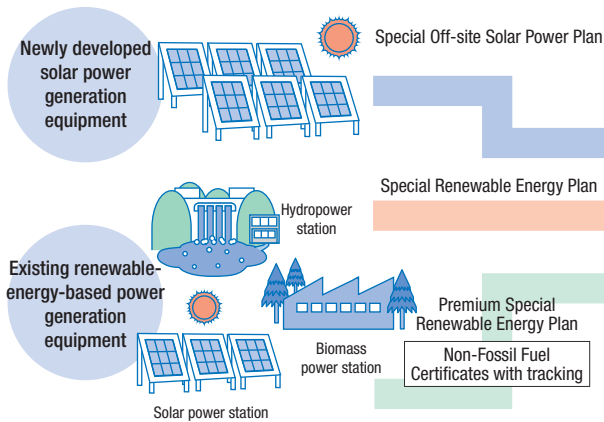 Newly developed
solar power
generation
equipment
Special Off-site Solar Power Plan
Special Renewable Energy Plan
Hydropower
station
Existing renewable-
energy-based power
generation
equipment
Biomass
power station
Solar power station
Premium Special
Renewable Energy Plan
Non-Fossil Fuel
Certificates with tracking